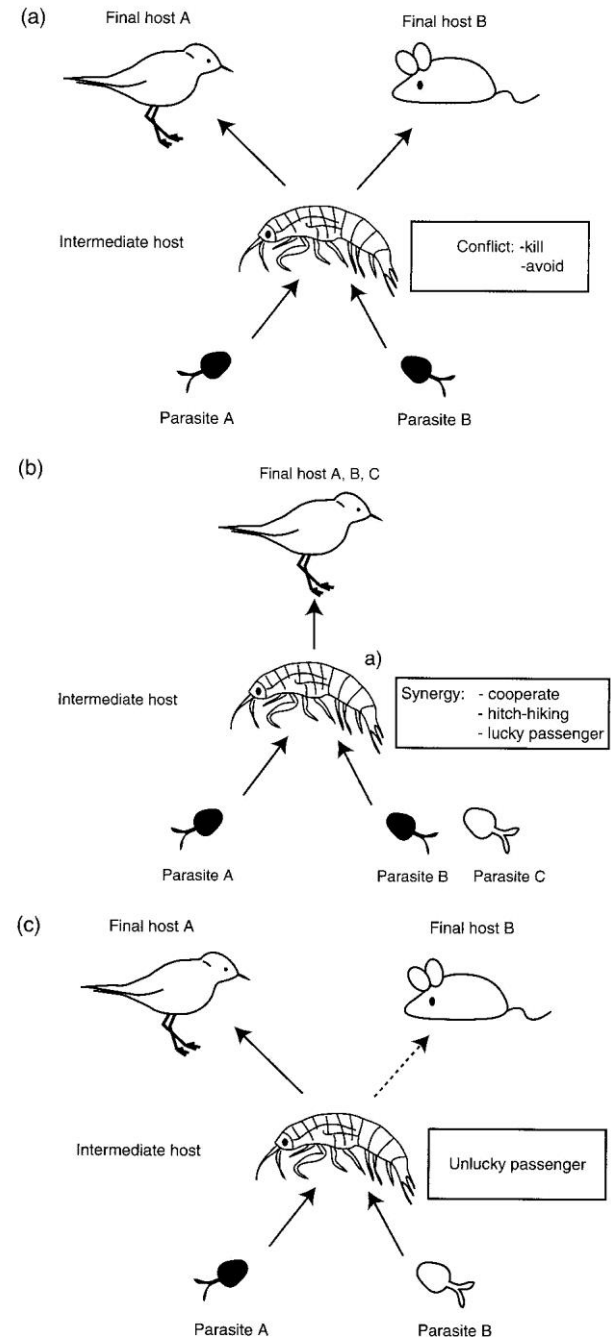 (a)
Final host A
Final host B
Intermediate host
Conflict: -kill
-avoid
Parasite A
Parasite B
(b)
Final host A, B, C
a)
Intermediate host
Synergy: - cooperate
- hitch-hiking
- lucky passenger
Parasite A
Parasite B
Parasite C
(c)
Final host A
Final host B
Intermediate host
Unlucky passenger
Parasite A
Parasite B